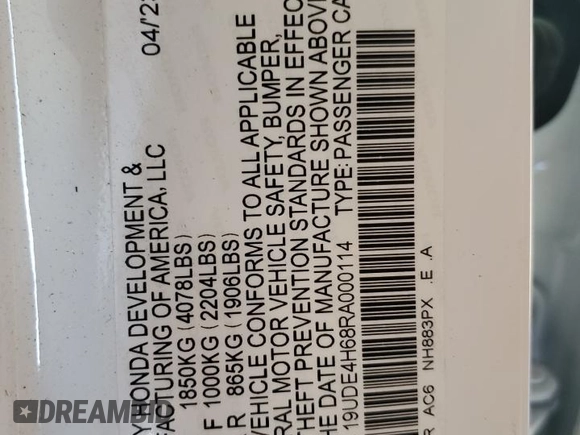 Y HONDA DEVELOPMENT &
FACTURING OF AMERICA, LLC 04/'2
1850KG (4078LBS)
F 1000KG (2204LBS)
R 865KG (1906LBS)
VEHICLE CONFORMS TO ALL APPLICABLE
RAL MOTOR VEHICLE SAFETY, BUMPER,
THEFT PREVENTION STANDARDS IN EFFEC
THE DATE OF MANUFACTURE SHOWN ABOVE
19UDE4H68RA000114 TYPE: PASSENGER CA
R AC6 NH883PX .E .A
DREAMBID